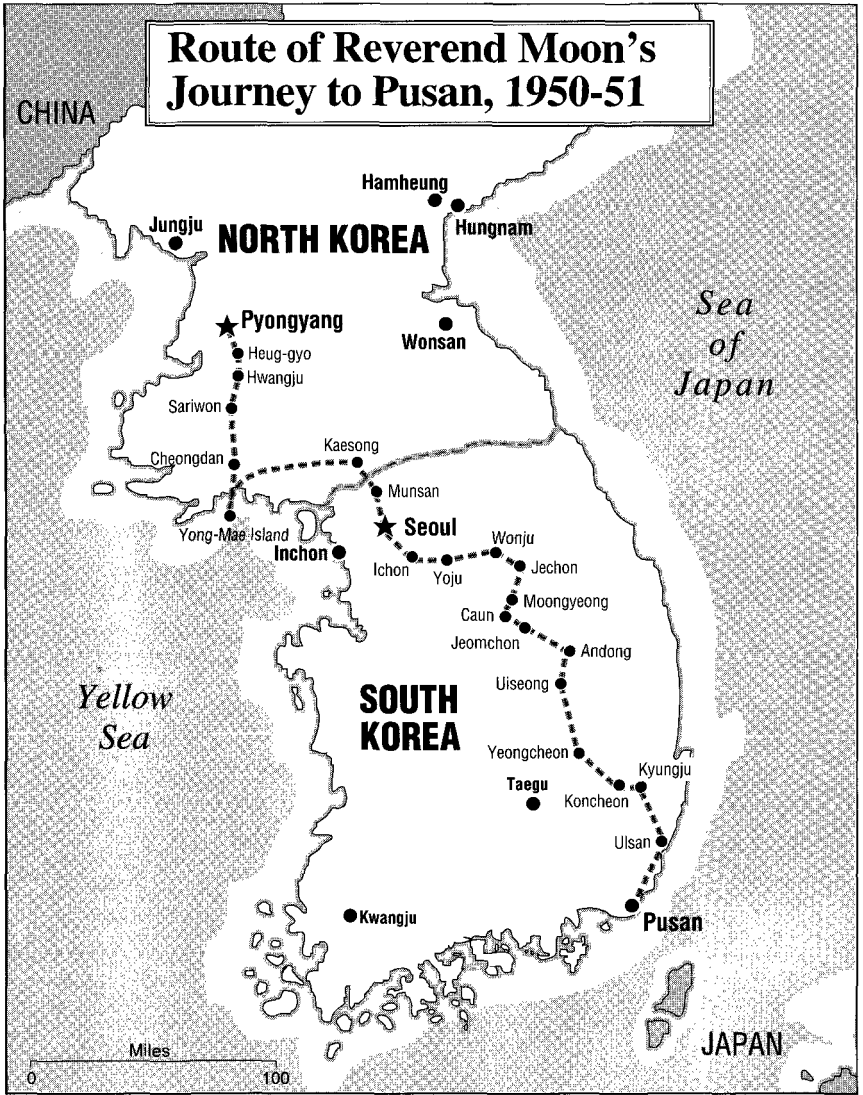 Route of Reverend Moon's
Journey to Pusan, 1950-51
CHINA
Hamheung
Hungnam
Jungju
NORTH KOREA
Pyongyang
Wonsan
Sea
of
Japan
Heug-gyo
Hwangju
Sariwon
Cheongdan
Kaesong
Munsan
Yong-Mae Island
Seoul
Inchon
Ichon
Yoju
Wonju
Jechon
Moongyeong
Caun
Jeomchon
Andong
Uiseong
Yellow
Sea
SOUTH
KOREA
Yeongcheon
Kyungju
Taegu
Koncheon
Ulsan
Kwangju
Pusan
JAPAN
Miles
0
100